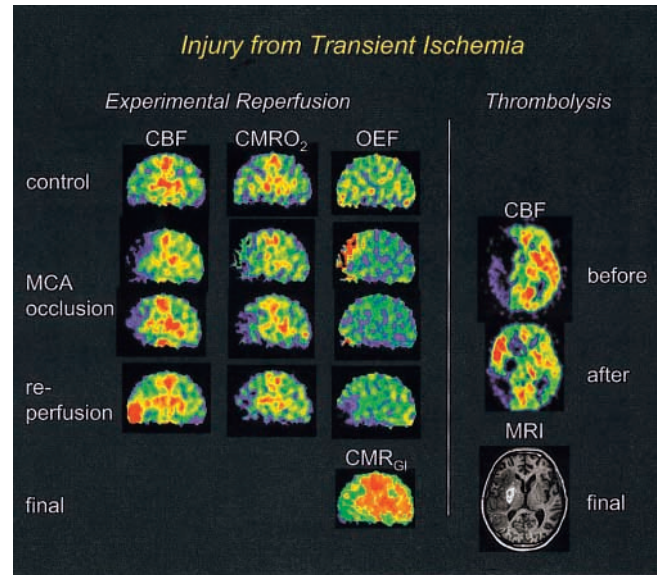 Injury from Transient Ischemia
Experimental Reperfusion
Thrombolysis
CBF
CMRO2
OEF
control
MCA
occlusion
re-
perfusion
final
CMRGl
CBF
before
after
MRI
final